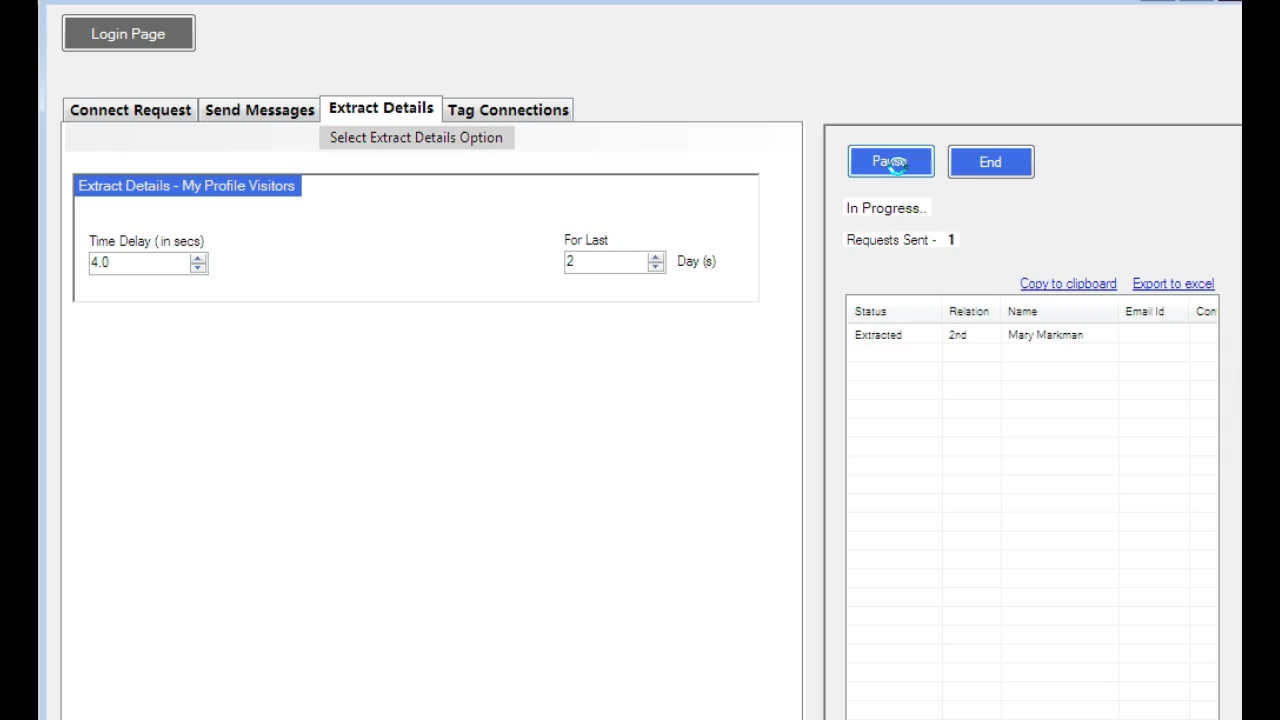 Login Page
Connect Request
Send Messages
Extract Details
Tag Connections
Select Extract Details Option
Extract Details - My Profile Visitors
Time Delay ( in secs)
4.0
For Last
2
Day (s)
End
In Progress..
Requests Sent - 1
Copy to clipboard
Export to excel
Status Relation Name Email Id
Extracted 2nd Mary Markman